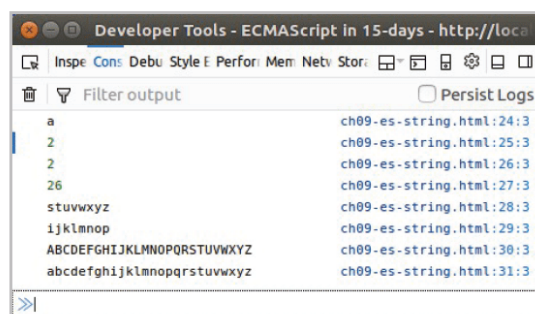 Developer Tools - ECMAScript in 15-days - http://loca
Inspe Cons Debu Style E Perfor Mem Netv Stora
Filter output Persist Logs
a ch09-es-string.html:24:3
2 ch09-es-string.html:25:3
2 ch09-es-string.html:26:3
26 ch09-es-string.html:27:3
stuvwxyz ch09-es-string.html:28:3
ijklmnop ch09-es-string.html:29:3
ABCDEFGHIJKLMNOPQRSTUVWXYZ ch09-es-string.html:30:3
abcdefghijklmnopqrstuvwxyz ch09-es-string.html:31:3
≫